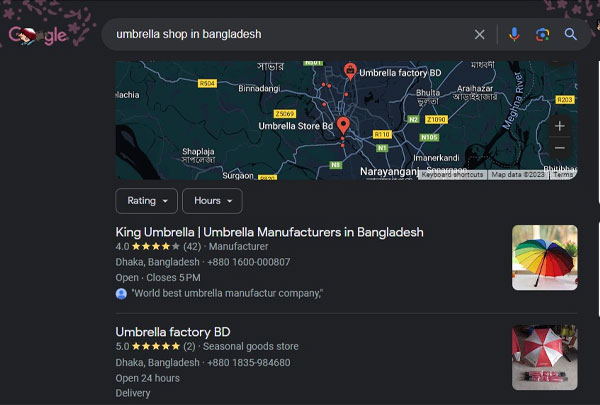 Google
umbrella shop in bangladesh
R504
সাভার
R501
Umbrella factory BD
মাধবদী
Binnadangi
Bhulta
ভুলতা
Araihazar
আড়াইহাজার
R203
Meghna River
Z5069
Umbrella Store Bd
N2
Z1090
R110
N105
N1
Shaplaja
সাপলেজা
Imanerkandi
N8
Surgaon
Narayanganj
Sonargaon
Keyboard shortcuts Map data ©2023 Terms
Rating Hours
King Umbrella | Umbrella Manufacturers in Bangladesh
4.0 (42) · Manufacturer
Dhaka, Bangladesh · +880 1600-000807
Open · Closes 5 PM
"World best umbrella manufactur company,"
Umbrella factory BD
5.0 (2) · Seasonal goods store
Dhaka, Bangladesh · +880 1835-984680
Open 24 hours
Delivery